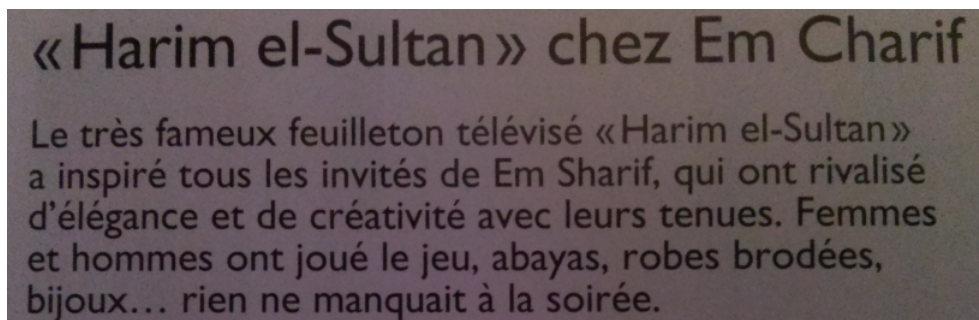 «Harim el-Sultan» chez Em Charif
Le très fameux feuilleton télévisé «Harim el-Sultan»
a inspiré tous les invités de Em Sharif, qui ont rivalisé
d’élégance et de créativité avec leurs tenues. Femmes
et hommes ont joué le jeu, abayas, robes brodées,
bijoux… rien ne manquait à la soirée.